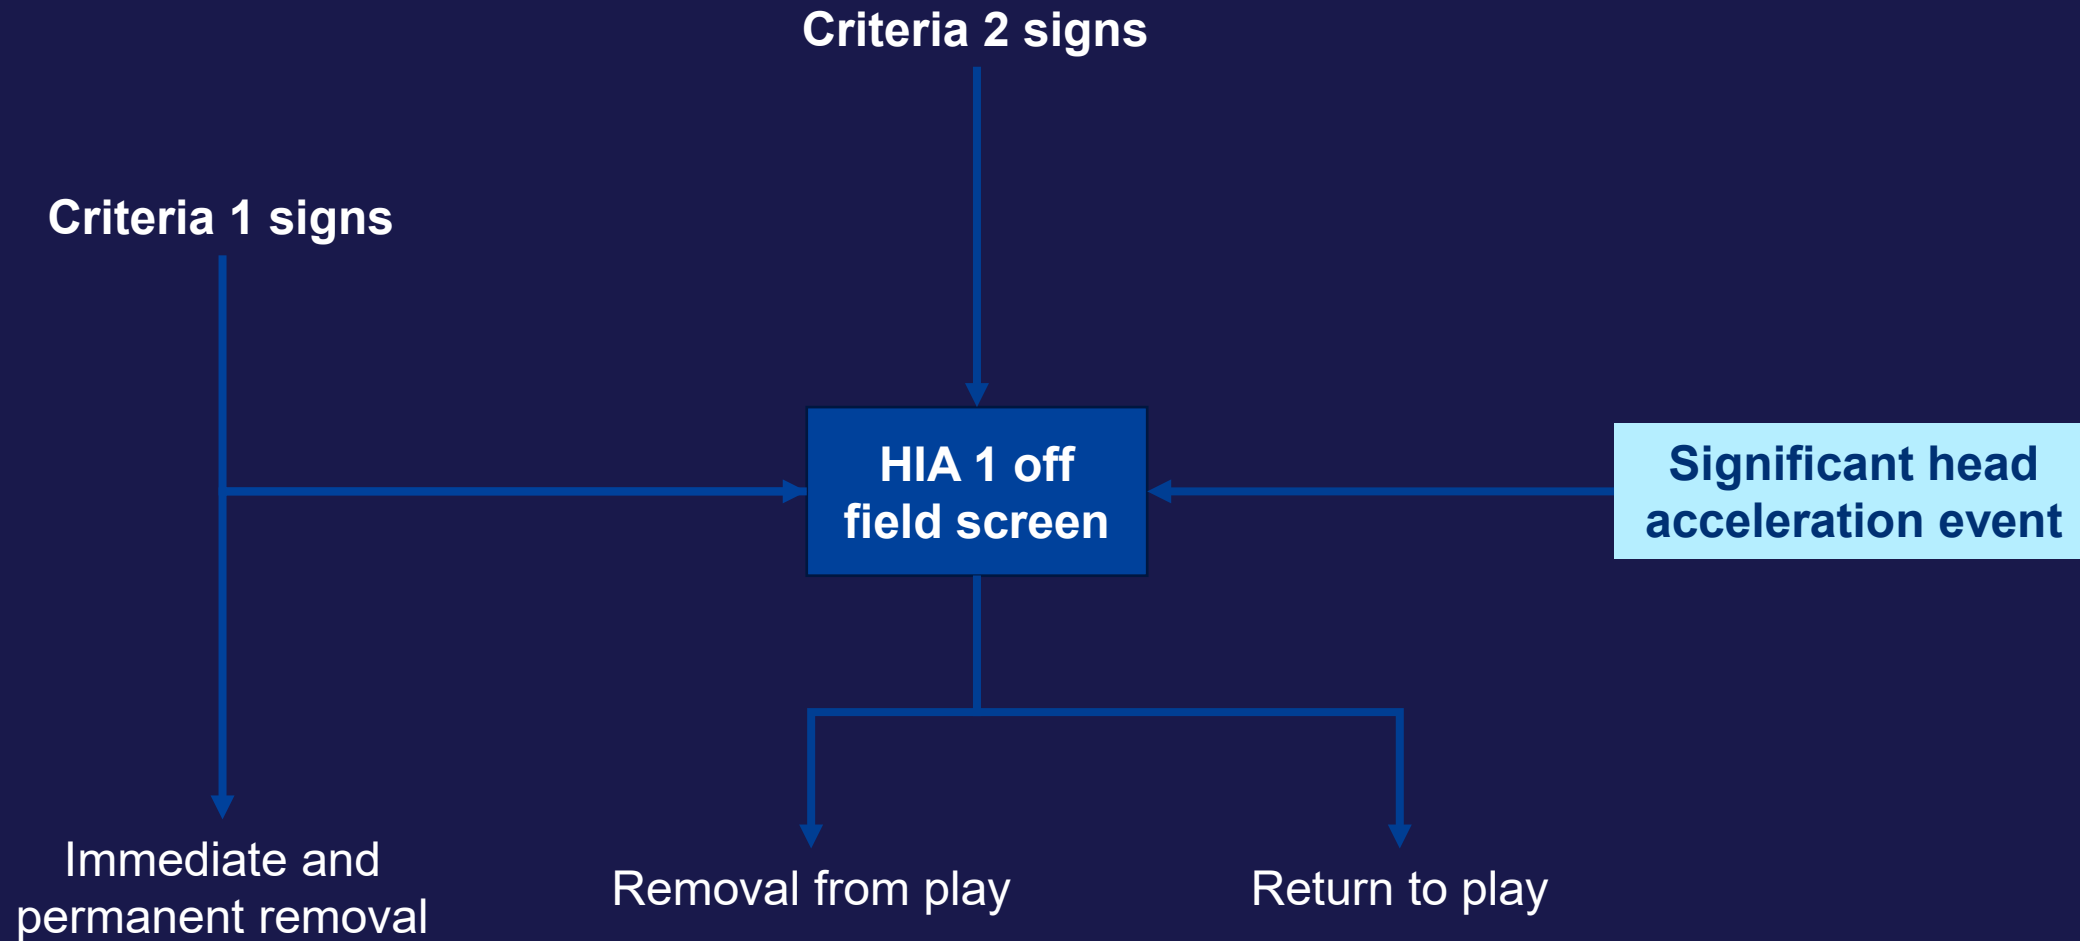 Criteria 2 signs
Criteria 1 signs
HIA 1 off
field screen
Significant head
acceleration event
Immediate and
permanent removal
Removal from play
Return to play